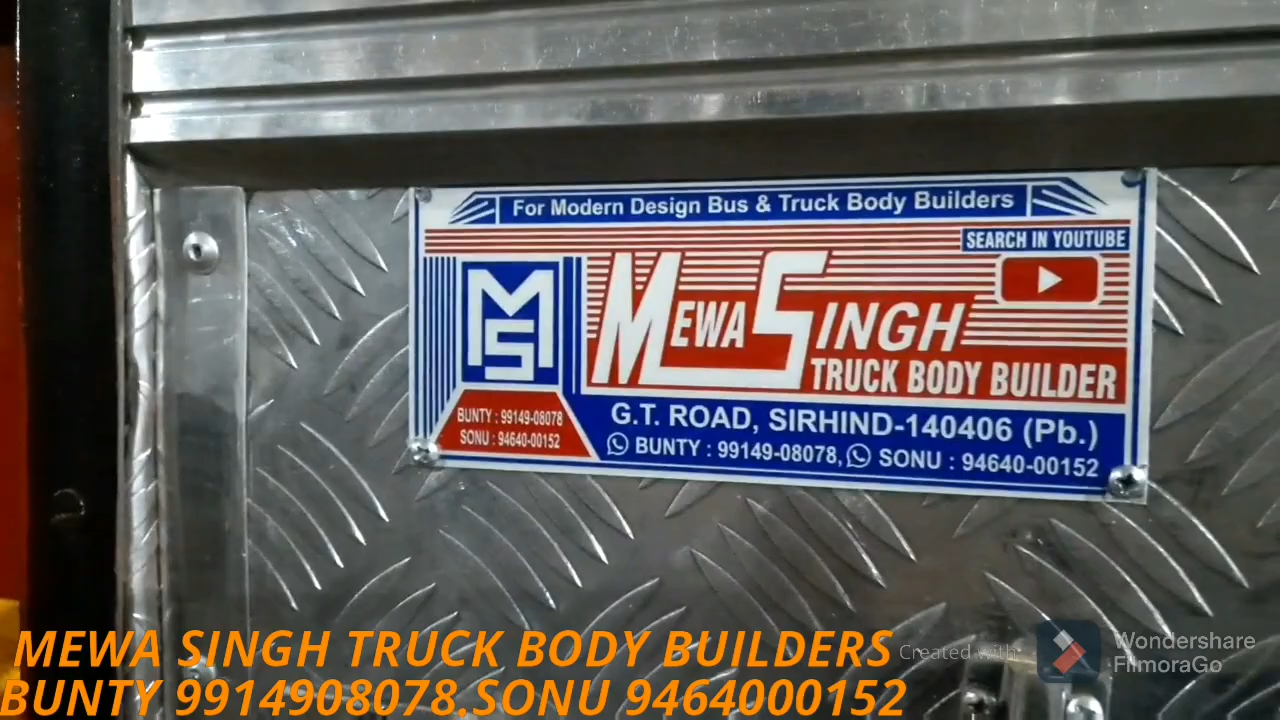 For Modern Design Bus & Truck Body Builders
SEARCH IN YOUTUBE
MS
MEWA SINGH
TRUCK BODY BUILDER
BUNTY : 99149-08078
SONU : 94640-00152
G.T. ROAD, SIRHIND-140406 (Pb.)
BUNTY : 99149-08078, SONU : 94640-00152
MEWA SINGH TRUCK BODY BUILDERS
BUNTY 9914908078.SONU 9464000152
Created with
Wondershare
FilmoraGo